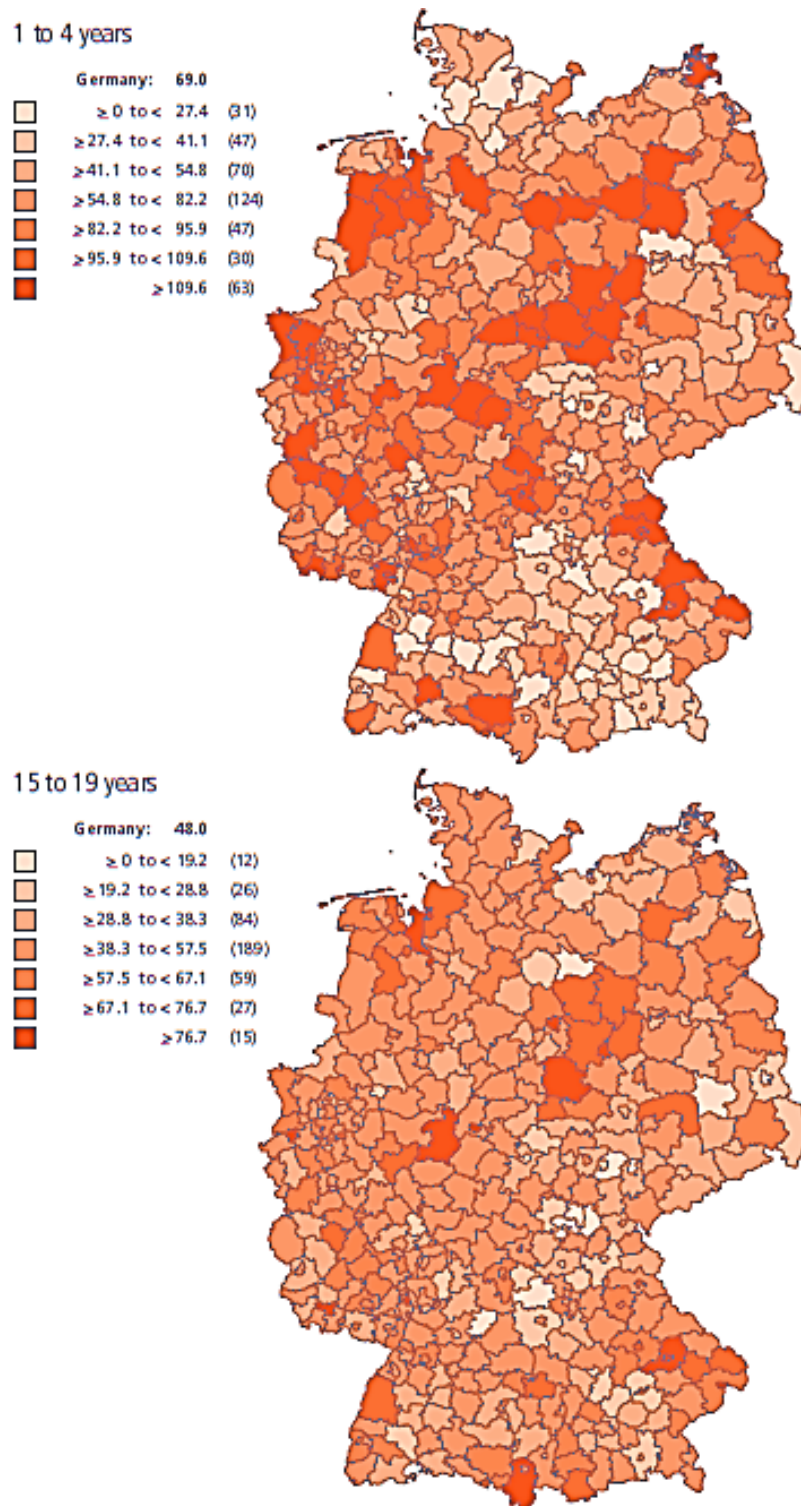 1 to 4 years
Germany: 69.0
≥0 to< 27.4 (31)
≥27.4 to< 41.1 (47)
≥41.1 to< 54.8 (70)
≥54.8 to< 82.2 (124)
≥82.2 to< 95.9 (47)
≥95.9 to<109.6 (30)
≥109.6 (63)
15 to 19 years
Germany: 48.0
≥0 to< 19.2 (12)
≥19.2 to< 28.8 (26)
≥28.8 to< 38.3 (84)
≥38.3 to< 57.5 (189)
≥57.5 to< 67.1 (59)
≥67.1 to< 76.7 (27)
≥76.7 (15)